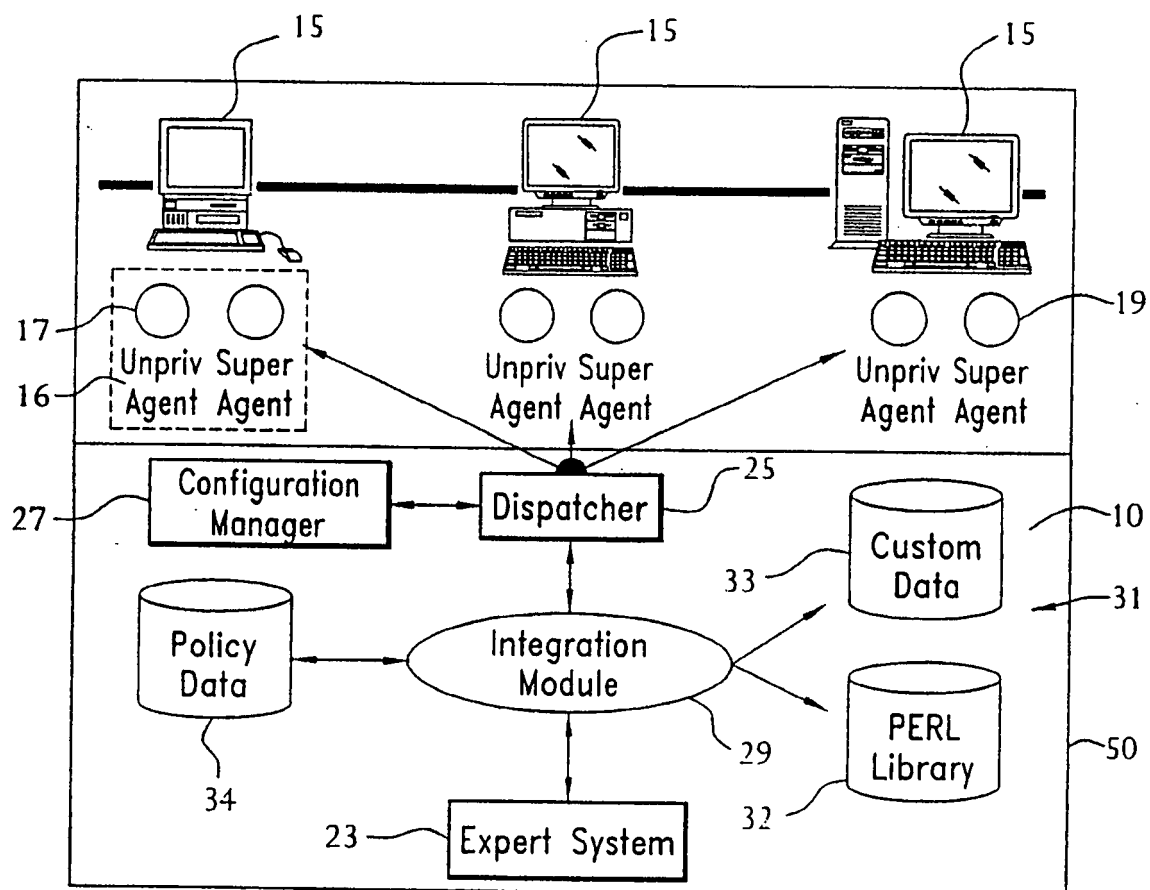 15
15
15
17
19
Unpriv Super
Agent Agent
16
Unpriv Super
Agent Agent
Unpriv Super
Agent Agent
Configuration
Manager
27
Dispatcher
25
10
Custom
Data
33
31
Policy
Data
34
Integration
Module
29
PERL
Library
32
50
23
Expert System